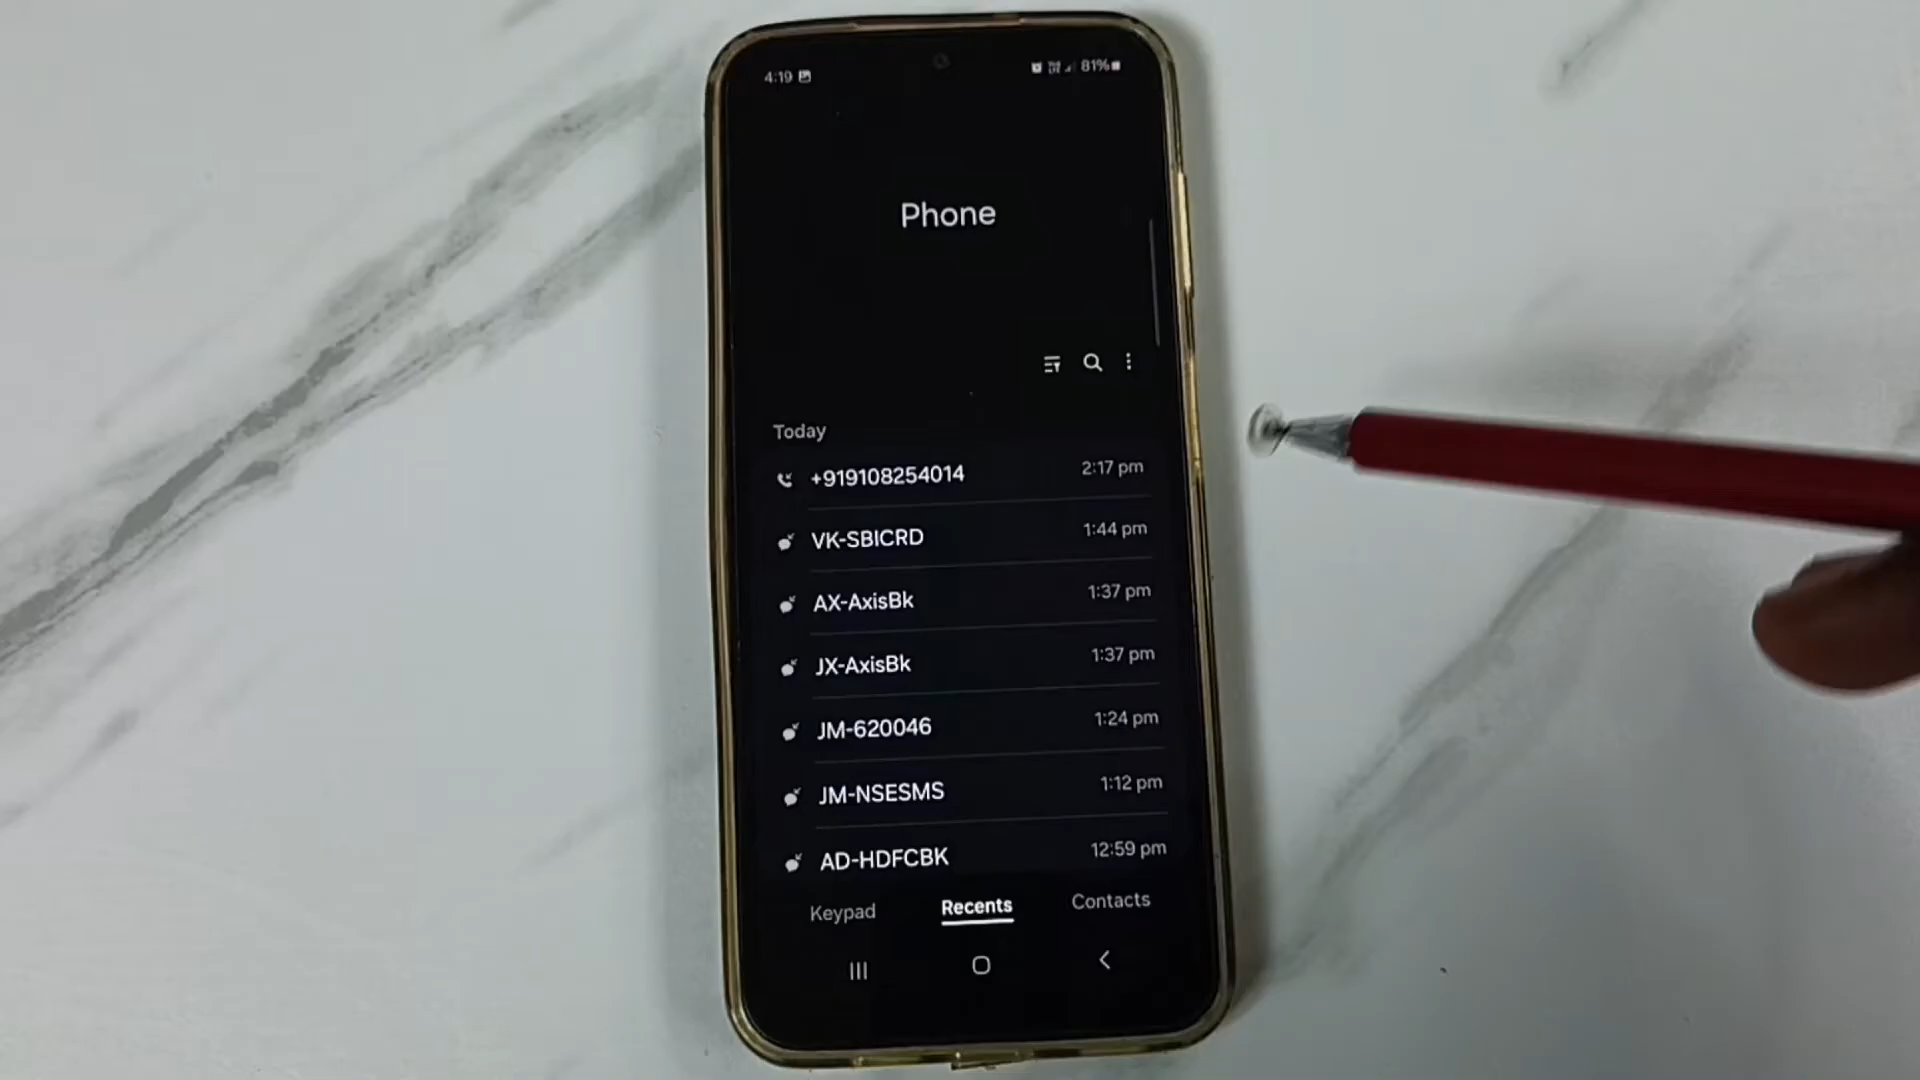 4:19
81%
Phone
Today
+919108254014 2:17 pm
VK-SBICRD 1:44 pm
AX-AxisBk 1:37 pm
JX-AxisBk 1:37 pm
JM-620046 1:24 pm
JM-NSESMS 1:12 pm
AD-HDFCBK 12:59 pm
Keypad Recents Contacts